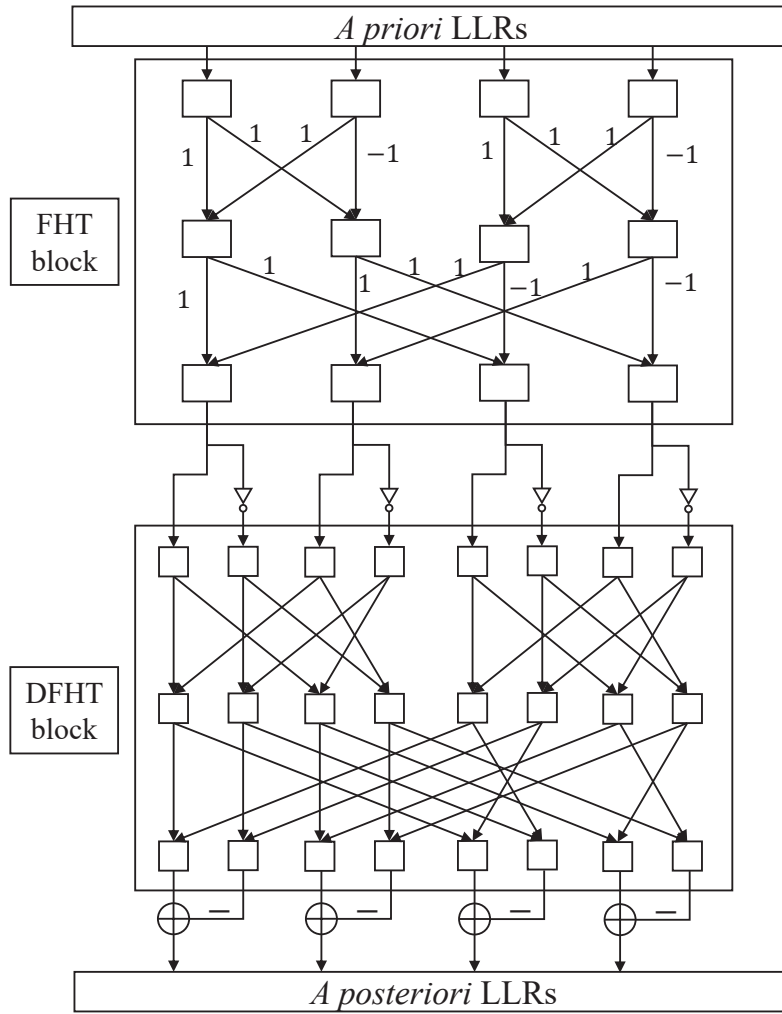 A priori LLRs
1 1 1 −1 1 1 1 −1
FHT
block
1 1 1 1 1 −1 1 −1
DFHT
block
− − − −
A posteriori LLRs